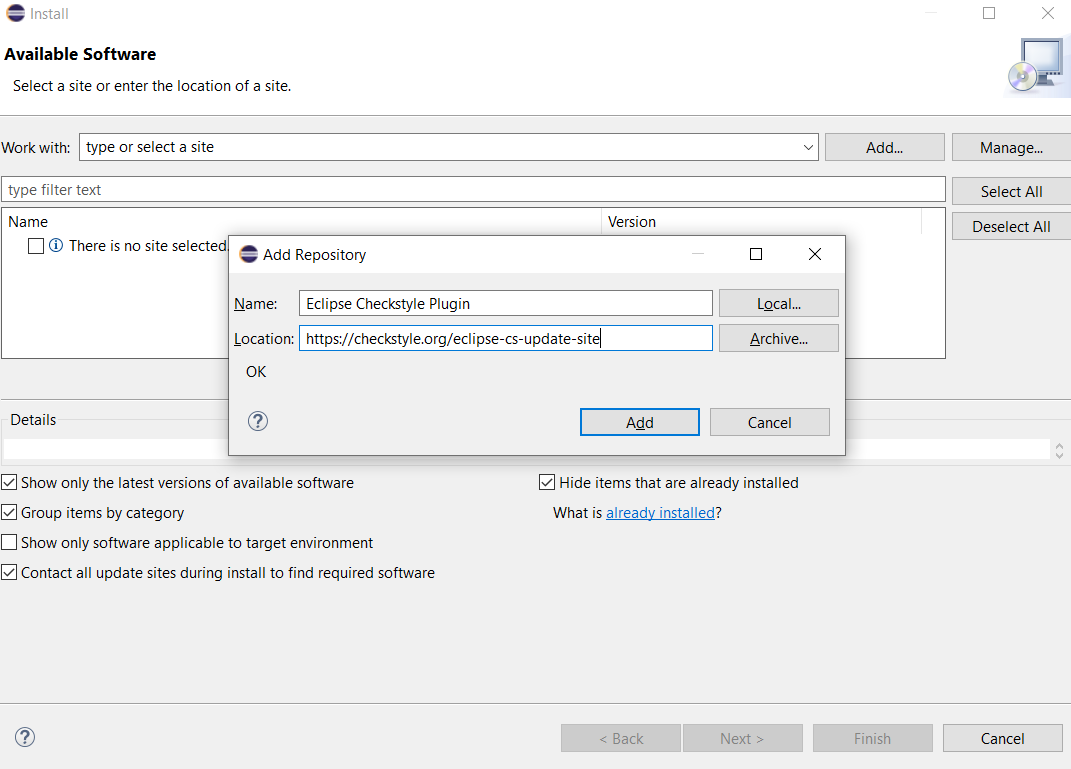 Install
Available Software
Select a site or enter the location of a site.
Work with: type or select a site Add... Manage...
type filter text Select All
Name Version Deselect All
There is no site selected.
Add Repository
Name: Eclipse Checkstyle Plugin Local...
Location: https://checkstyle.org/eclipse-cs-update-site Archive...
OK
Add Cancel
Details
Show only the latest versions of available software Hide items that are already installed
Group items by category What is already installed?
Show only software applicable to target environment
Contact all update sites during install to find required software
< Back Next > Finish Cancel